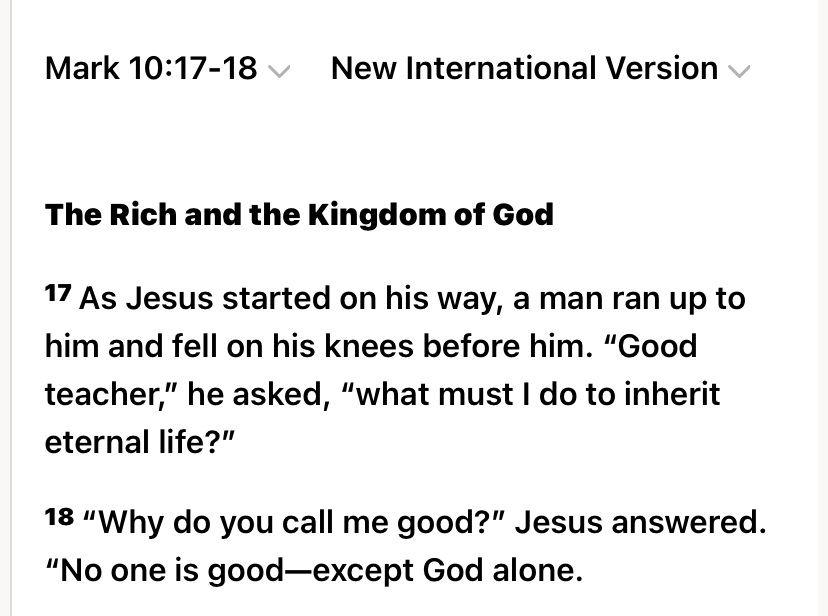 Mark 10:17-18 New International Version
The Rich and the Kingdom of God
17 As Jesus started on his way, a man ran up to
him and fell on his knees before him. “Good
teacher,” he asked, “what must I do to inherit
eternal life?”
18 “Why do you call me good?” Jesus answered.
“No one is good—except God alone.